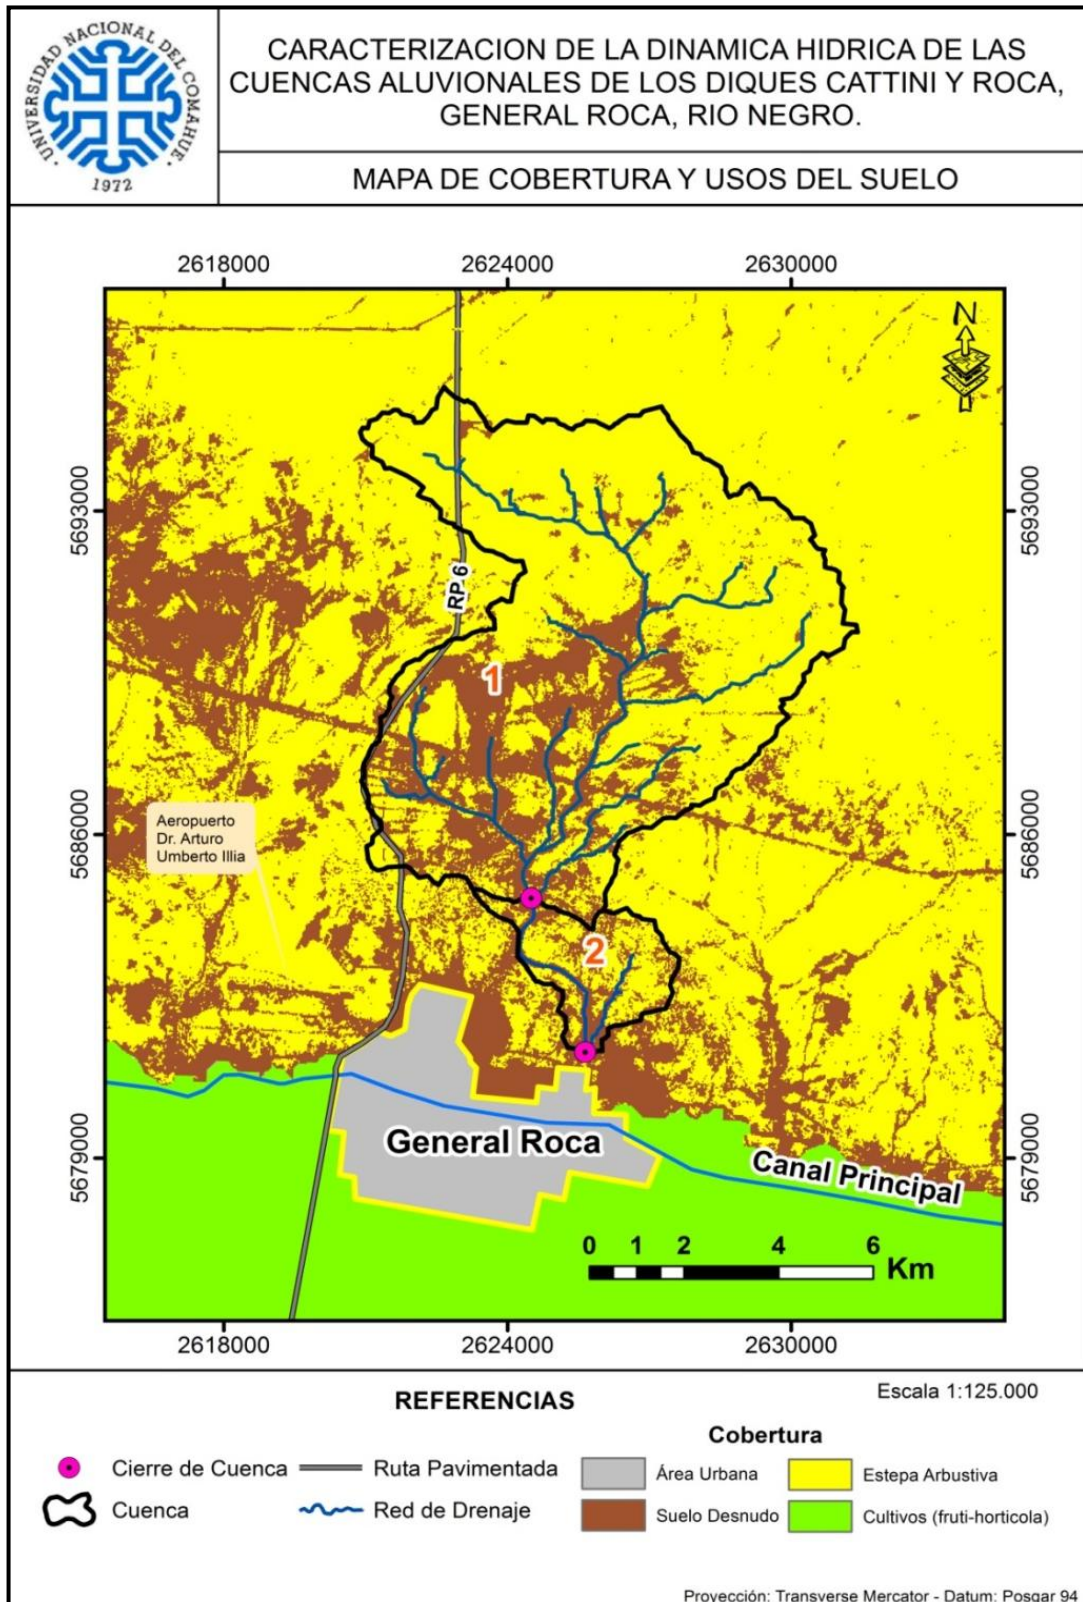 UNIVERSIDAD NACIONAL DEL COMAHUE
1972
CARACTERIZACION DE LA DINAMICA HIDRICA DE LAS
CUENCAS ALUVIONALES DE LOS DIQUES CATTINI Y ROCA,
GENERAL ROCA, RIO NEGRO.
MAPA DE COBERTURA Y USOS DEL SUELO
2618000
2624000
2630000
N
5693000
5693000
RP 6
1
Aeropuerto
Dr. Arturo
Umberto Illia
5686000
5686000
2
General Roca
Canal Principal
5679000
5679000
0 1 2 4 6
Km
2618000
2624000
2630000
REFERENCIAS
Escala 1:125.000
Cobertura
Cierre de Cuenca
Ruta Pavimentada
Área Urbana
Estepa Arbustiva
Cuenca
Red de Drenaje
Suelo Desnudo
Cultivos (fruti-horticola)
Proyección: Transverse Mercator - Datum: Posgar 94